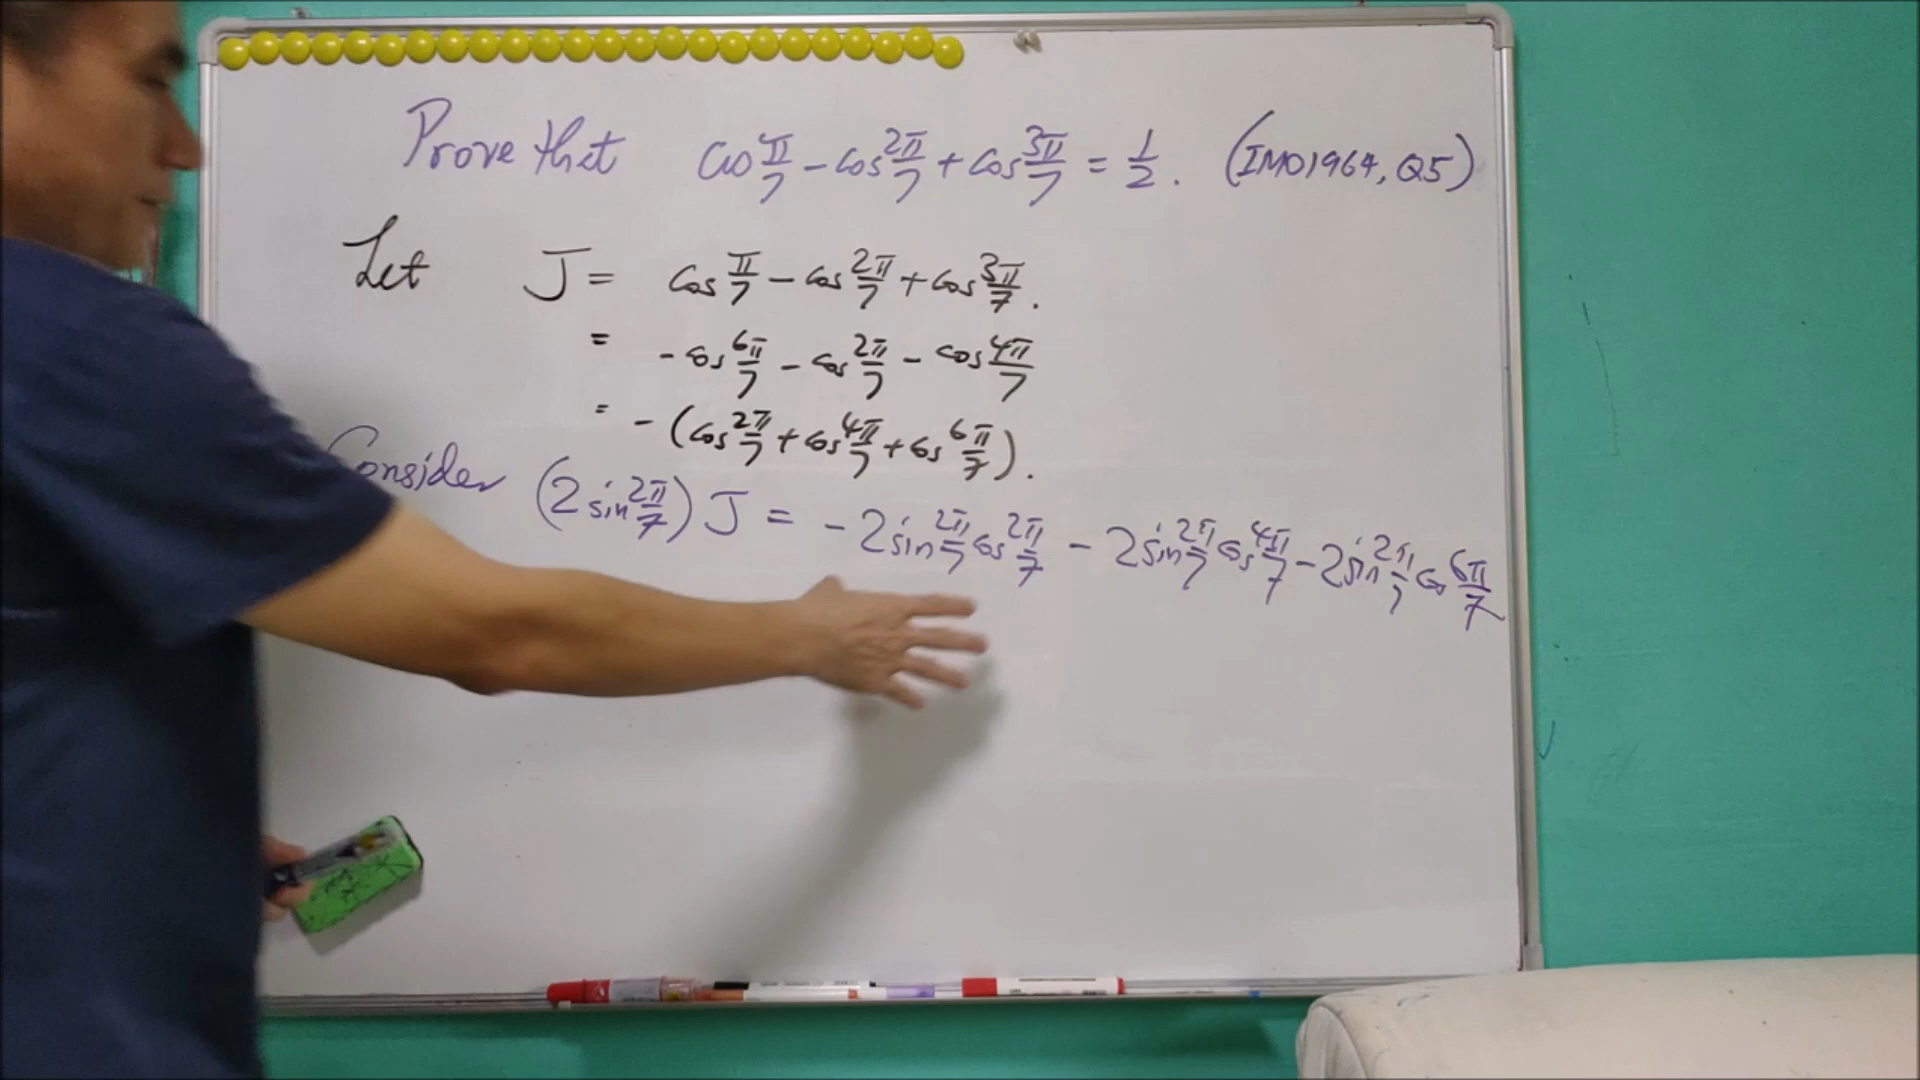 Prove that cos π/7 - cos 2π/7 + cos 3π/7 = 1/2. (IMO1964, Q5)
Let J = cos π/7 - cos 2π/7 + cos 3π/7.
= - cos 6π/7 - cos 2π/7 - cos 4π/7
= - (cos 2π/7 + cos 4π/7 + cos 6π/7).
Consider (2 sin 2π/7) J = - 2 sin 2π/7 cos 2π/7 - 2 sin 2π/7 cos 4π/7 - 2 sin 2π/7 cos 6π/7